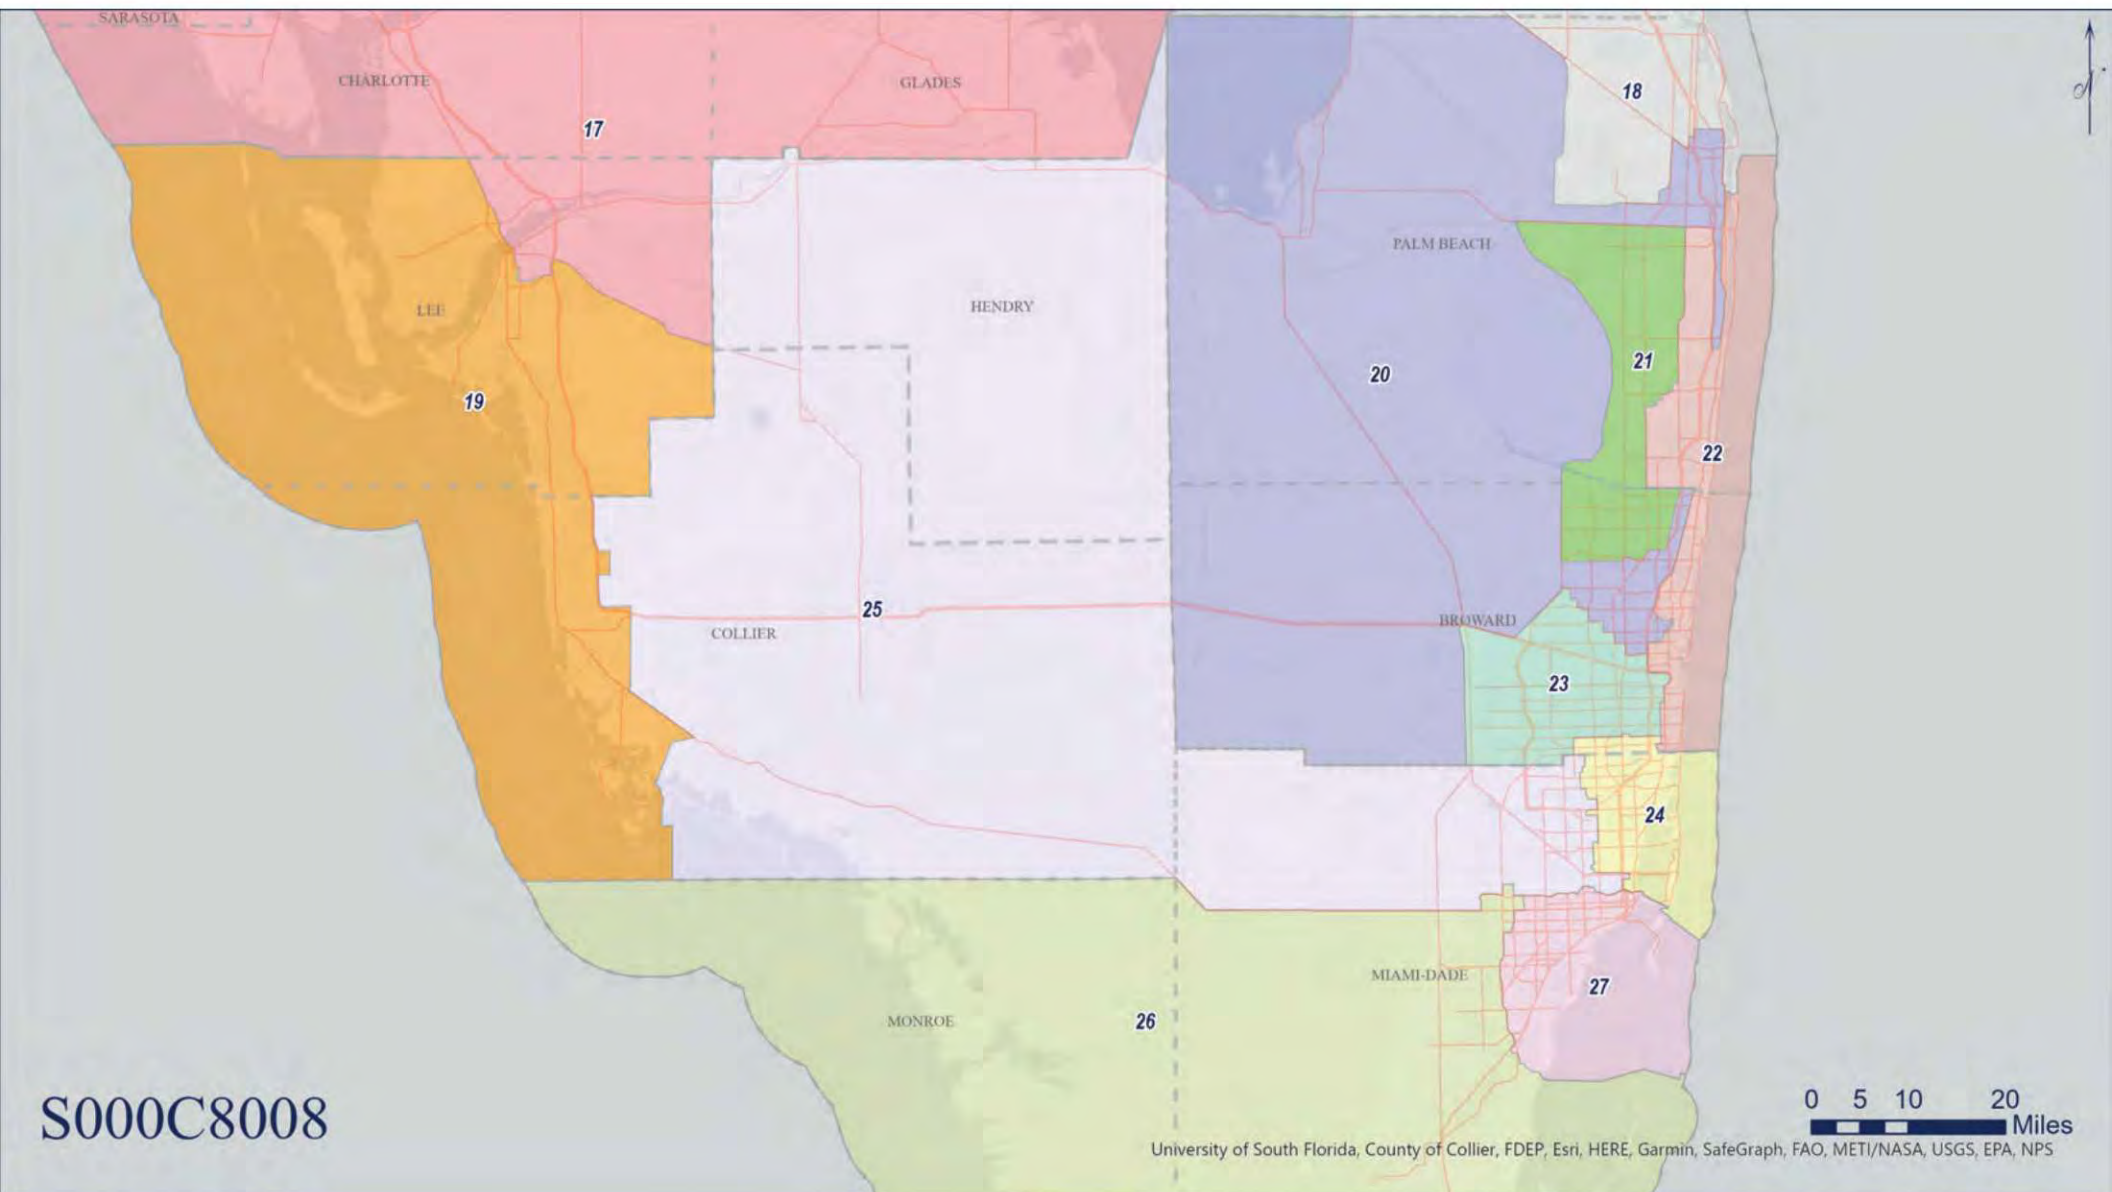 SARASOTA
CHARLOTTE
GLADES
18
17
PALM BEACH
HENDRY
LEE
21
20
19
22
25
BROWARD
COLLIER
23
24
MIAMI-DADE
27
MONROE
26
S000C8008
0 5 10 20
Miles
University of South Florida, County of Collier, FDEP, Esri, HERE, Garmin, SafeGraph, FAO, METI/NASA, USGS, EPA, NPS